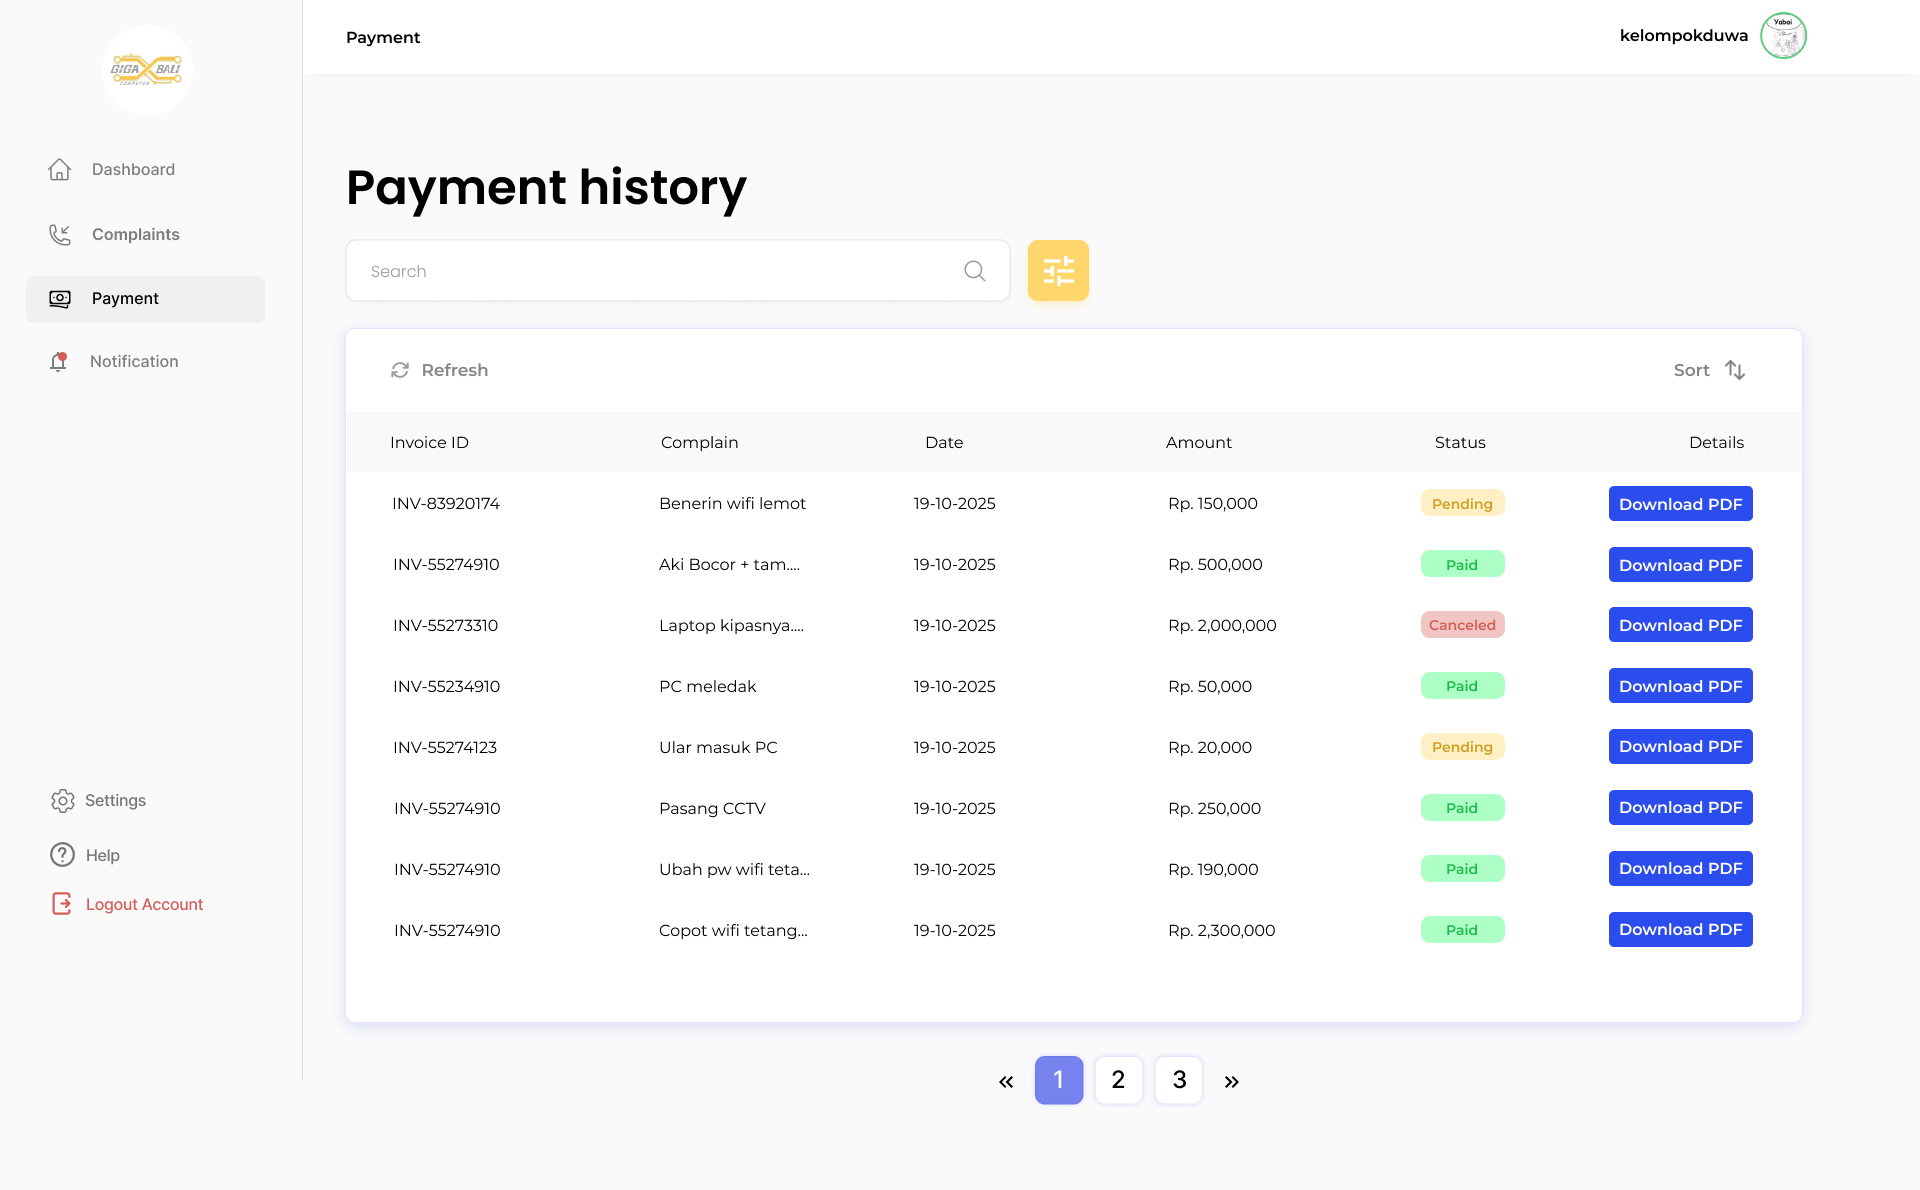 GIGA BALI
COMPUTER
Payment
kelompokduwa
Yabai
Dashboard
Complaints
Payment
Notification
Settings
Help
Logout Account
Payment history
Search
Refresh
Sort
Invoice ID Complain Date Amount Status Details
INV-83920174 Benerin wifi lemot 19-10-2025 Rp. 150,000 Pending Download PDF
INV-55274910 Aki Bocor + tam.... 19-10-2025 Rp. 500,000 Paid Download PDF
INV-55273310 Laptop kipasnya.... 19-10-2025 Rp. 2,000,000 Canceled Download PDF
INV-55234910 PC meledak 19-10-2025 Rp. 50,000 Paid Download PDF
INV-55274123 Ular masuk PC 19-10-2025 Rp. 20,000 Pending Download PDF
INV-55274910 Pasang CCTV 19-10-2025 Rp. 250,000 Paid Download PDF
INV-55274910 Ubah pw wifi teta... 19-10-2025 Rp. 190,000 Paid Download PDF
INV-55274910 Copot wifi tetang... 19-10-2025 Rp. 2,300,000 Paid Download PDF
« 1 2 3 »